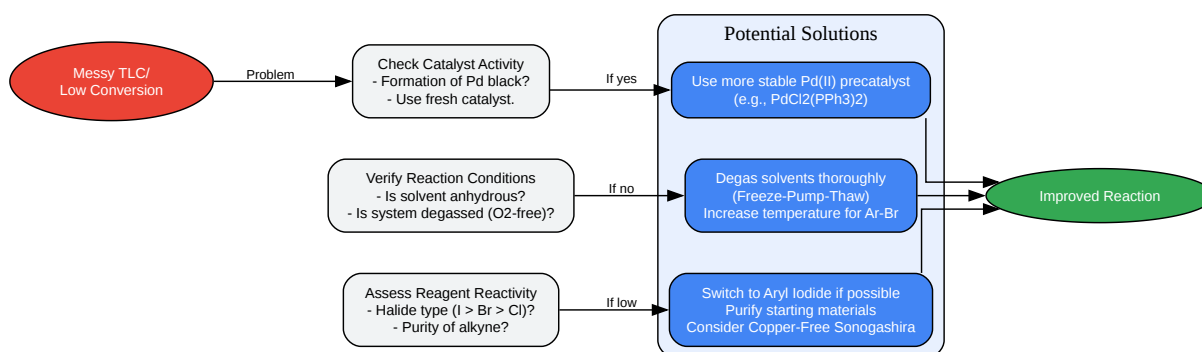 Messy TLC/
Low Conversion
Problem
Check Catalyst Activity
- Formation of Pd black?
- Use fresh catalyst.
If yes
Potential Solutions
Use more stable Pd(II) precatalyst
(e.g., PdCl2(PPh3)2)
Verify Reaction Conditions
- Is solvent anhydrous?
- Is system degassed (O2-free)?
If no
Degas solvents thoroughly
(Freeze-Pump-Thaw)
Increase temperature for Ar-Br
Improved Reaction
Assess Reagent Reactivity
- Halide type (I > Br > Cl)?
- Purity of alkyne?
If low
Switch to Aryl Iodide if possible
Purify starting materials
Consider Copper-Free Sonogashira